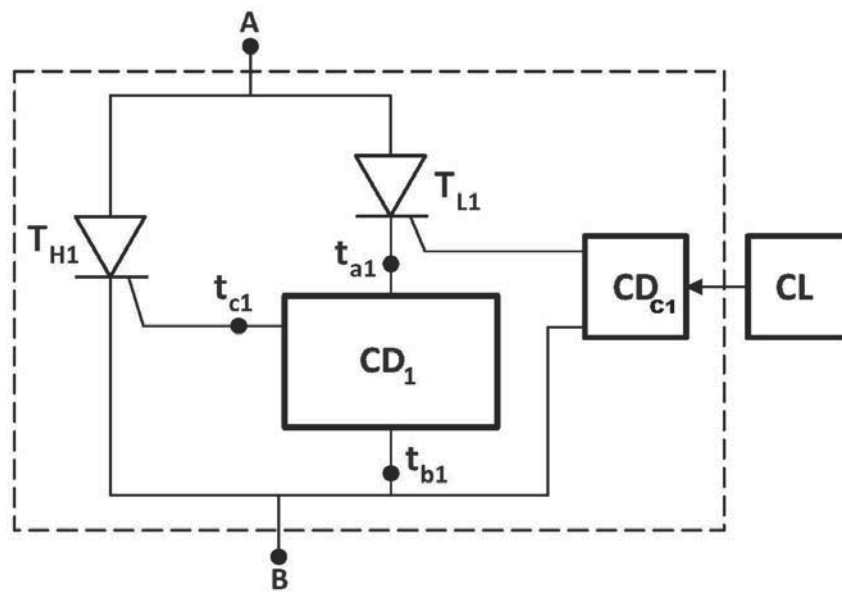 A
T_L1
T_H1
t_a1
t_c1
CD_C1
CL
CD_1
t_b1
B